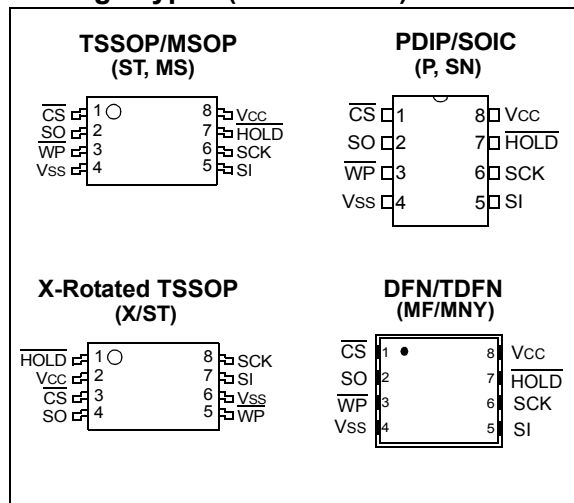 TSSOP/MSOP
(ST, MS)
CS 1 8 VCC
SO 2 7 HOLD
WP 3 6 SCK
VSS 4 5 SI
PDIP/SOIC
(P, SN)
CS 1 8 VCC
SO 2 7 HOLD
WP 3 6 SCK
VSS 4 5 SI
X-Rotated TSSOP
(X/ST)
HOLD 1 8 SCK
VCC 2 7 SI
CS 3 6 VSS
SO 4 5 WP
DFN/TDFN
(MF/MNY)
CS 1 8 VCC
SO 2 7 HOLD
WP 3 6 SCK
VSS 4 5 SI